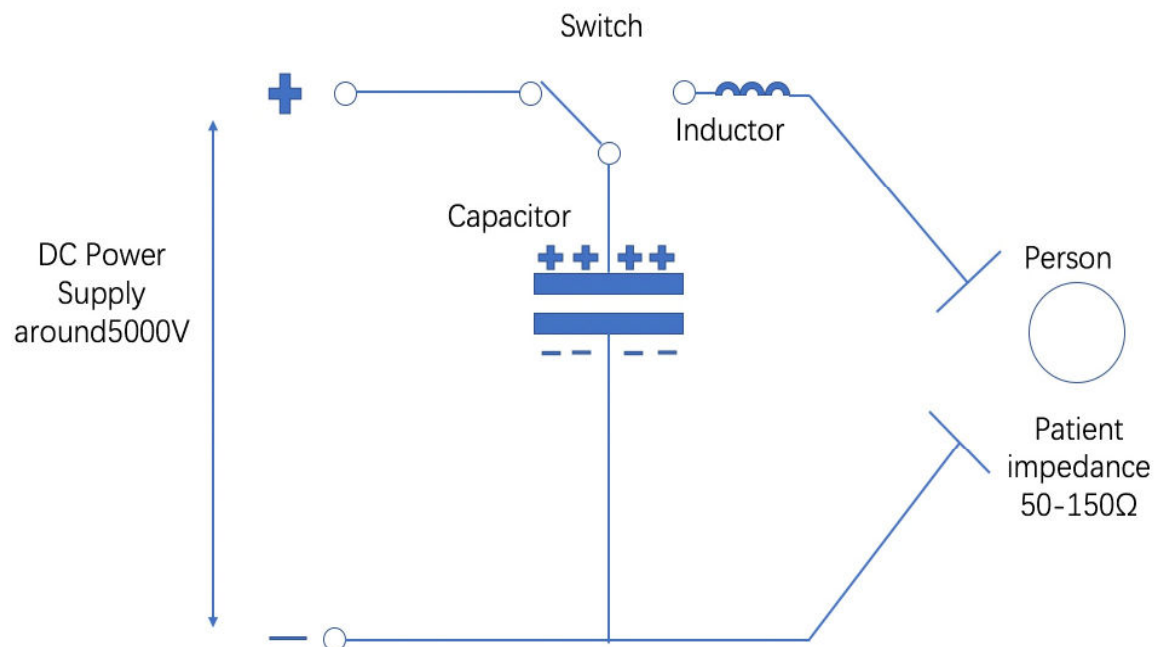 Switch
Inductor
Capacitor
DC Power
Supply
around5000V
Person
Patient
impedance
50-150Ω